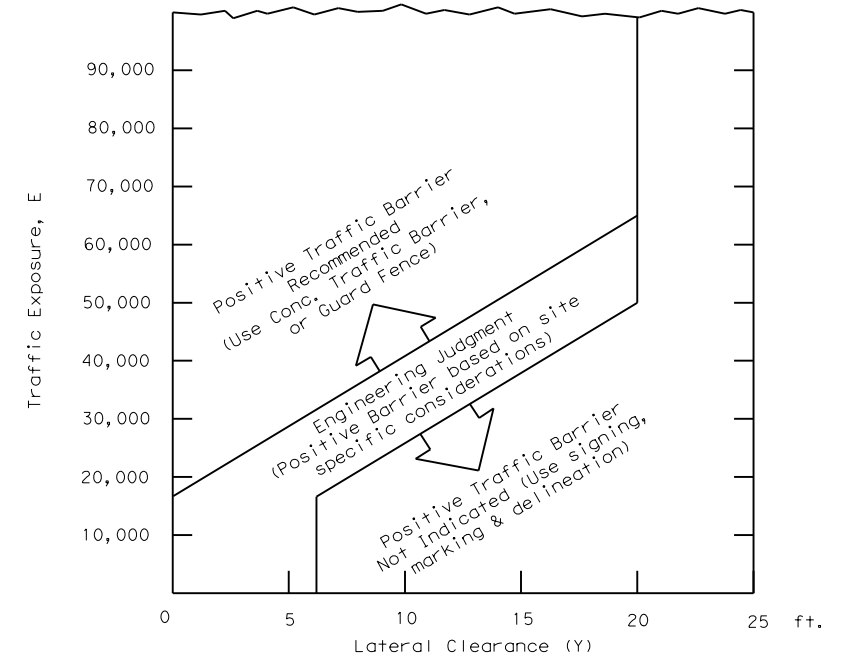 90,000
80,000
70,000
60,000
50,000
40,000
30,000
20,000
10,000
Traffic Exposure, E
Positive Traffic Barrier
Recommended
(Use Conc. Traffic Barrier,
or Guard Fence)
Engineering Judgment
(Positive Barrier based on site
specific considerations)
Positive Traffic Barrier
Not Indicated (Use signing,
marking & delineation)
0 5 10 15 20 25 ft.
Lateral Clearance (Y)